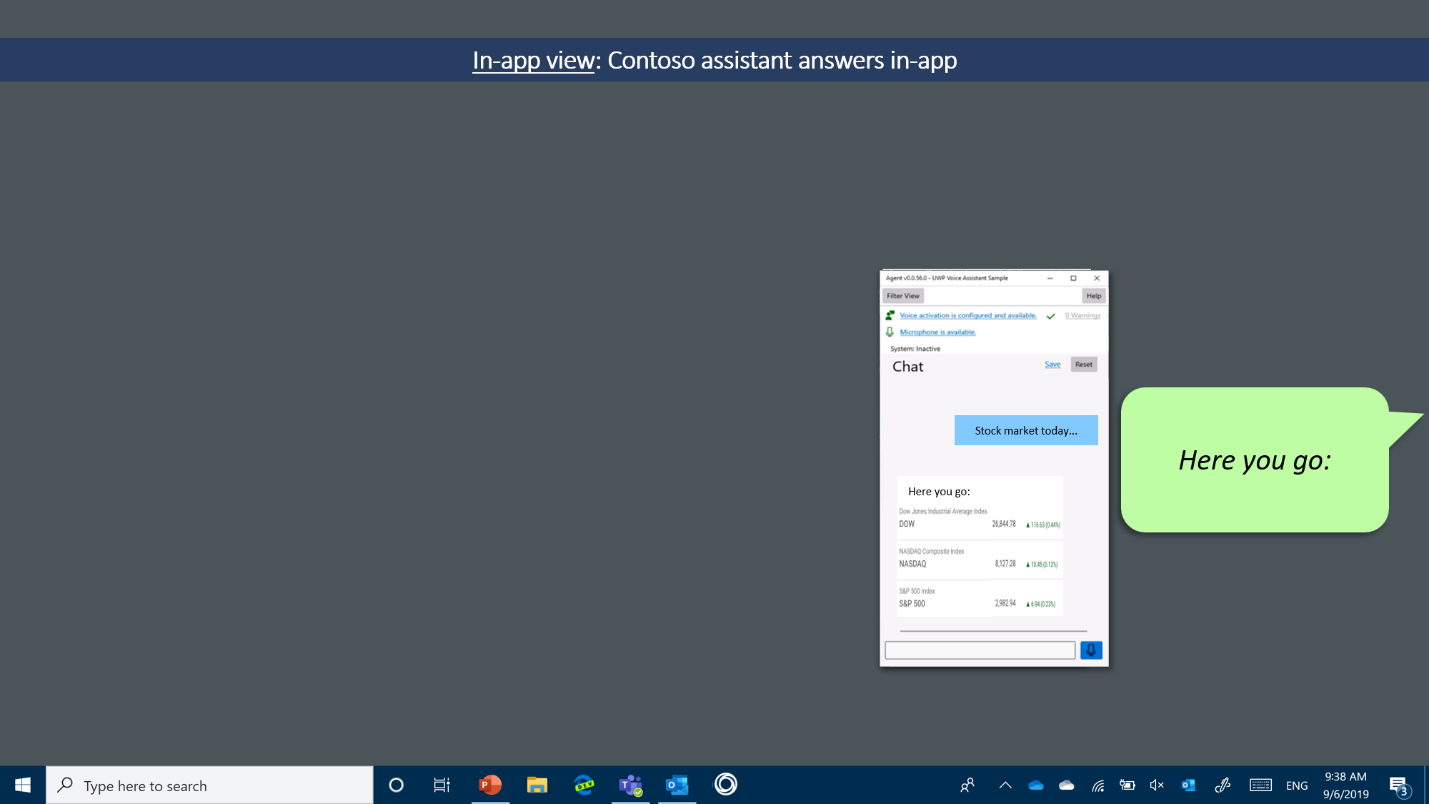 In-app view: Contoso assistant answers in-app
Agent v0.0.56.0 - UWP Voice Assistant Sample
Filter View
Help
Voice activation is configured and available.
0 Warnings
Microphone is available.
System: Inactive
Chat
Save
Reset
Stock market today...
Here you go:
Here you go:
Dow Jones Industrial Average Index
DOW 26,844.78 ▲ 116.63 (0.44%)
NASDAQ Composite Index
NASDAQ 8,127.28 ▲ 10.45 (0.12%)
S&P 500 Index
S&P 500 2,982.94 ▲ 6.94 (0.23%)
Type here to search
ENG
9:38 AM
9/6/2019
3